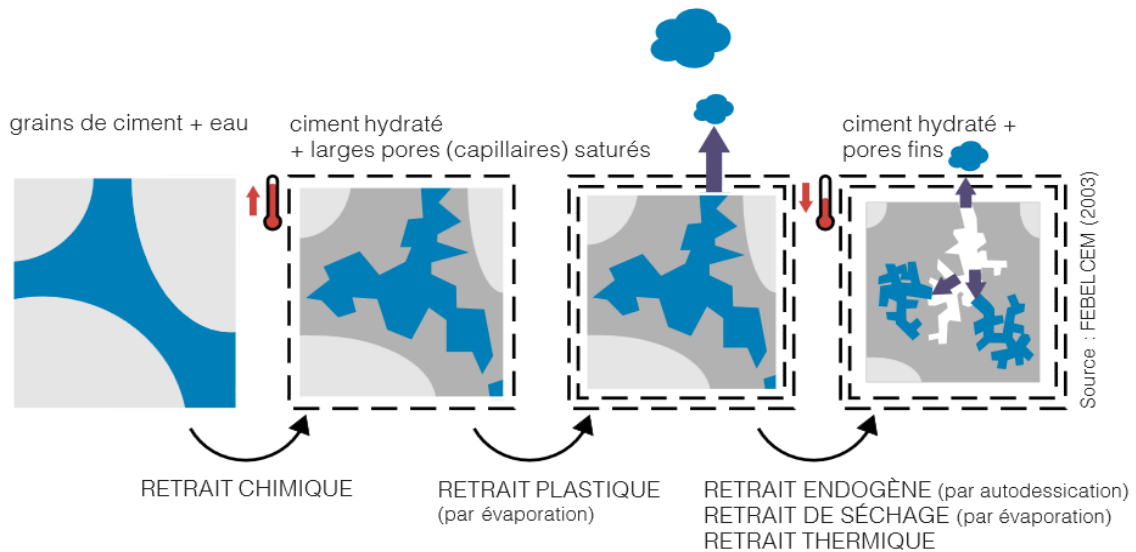 grains de ciment + eau
ciment hydraté
+ larges pores (capillaires) saturés
ciment hydraté +
pores fins
Source : FEBELCEM (2003)
RETRAIT CHIMIQUE
RETRAIT PLASTIQUE
(par évaporation)
RETRAIT ENDOGÈNE (par autodessication)
RETRAIT DE SÉCHAGE (par évaporation)
RETRAIT THERMIQUE